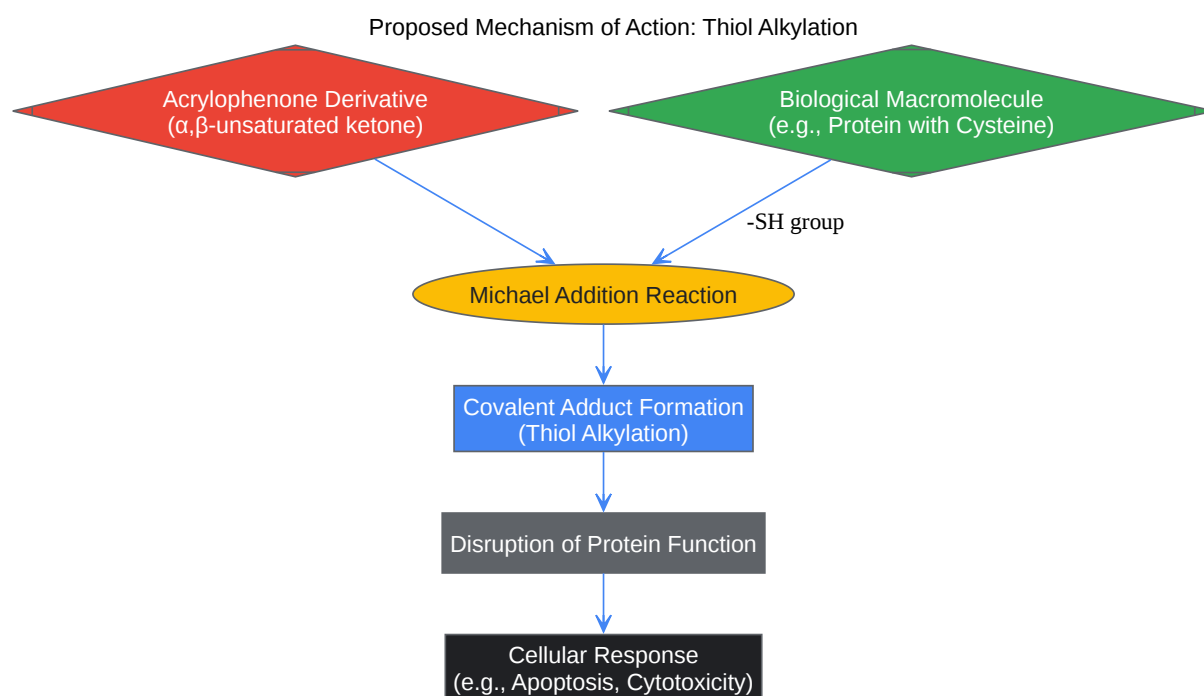 Proposed Mechanism of Action: Thiol Alkylation
Acrylophenone Derivative
(α,β-unsaturated ketone)
Biological Macromolecule
(e.g., Protein with Cysteine)
-SH group
Michael Addition Reaction
Covalent Adduct Formation
(Thiol Alkylation)
Disruption of Protein Function
Cellular Response
(e.g., Apoptosis, Cytotoxicity)